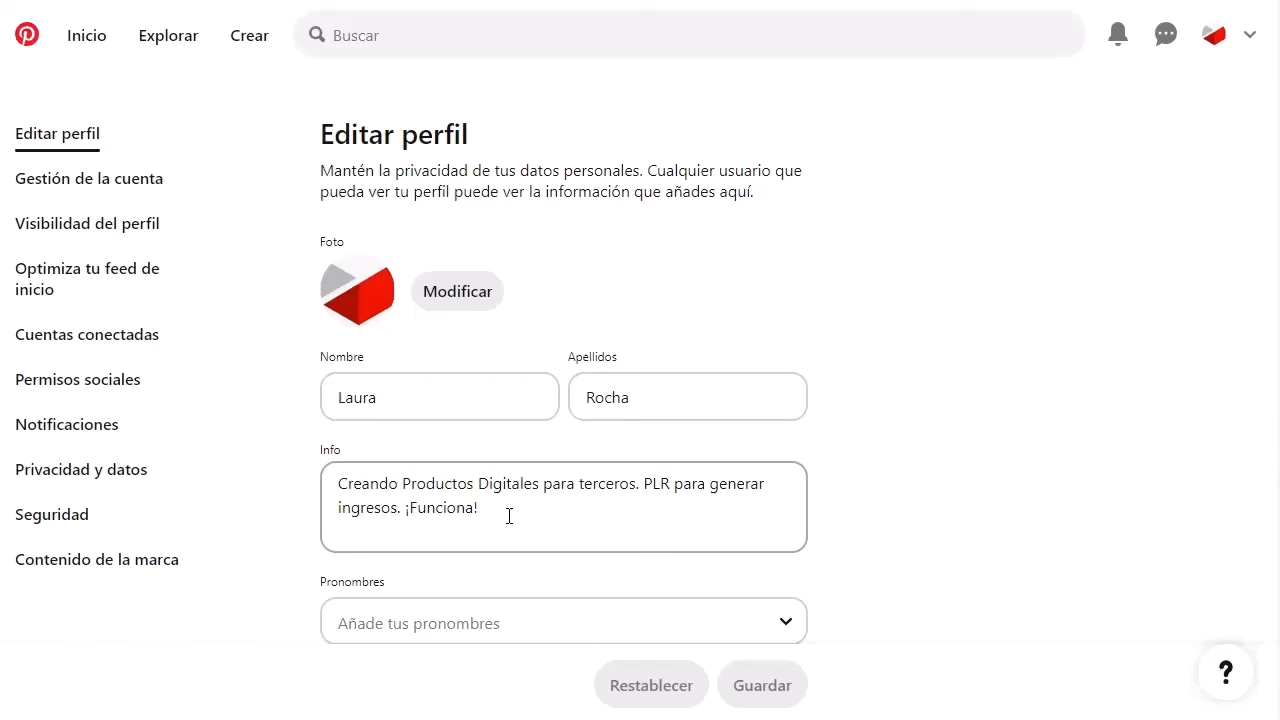 Inicio
Explorar
Crear
Buscar
Editar perfil
Gestión de la cuenta
Visibilidad del perfil
Optimiza tu feed de
inicio
Cuentas conectadas
Permisos sociales
Notificaciones
Privacidad y datos
Seguridad
Contenido de la marca
Editar perfil
Mantén la privacidad de tus datos personales. Cualquier usuario que
pueda ver tu perfil puede ver la información que añades aquí.
Foto
Modificar
Nombre
Apellidos
Laura
Rocha
Info
Creando Productos Digitales para terceros. PLR para generar
ingresos. ¡Funciona!
Pronombres
Añade tus pronombres
Restablecer
Guardar
?